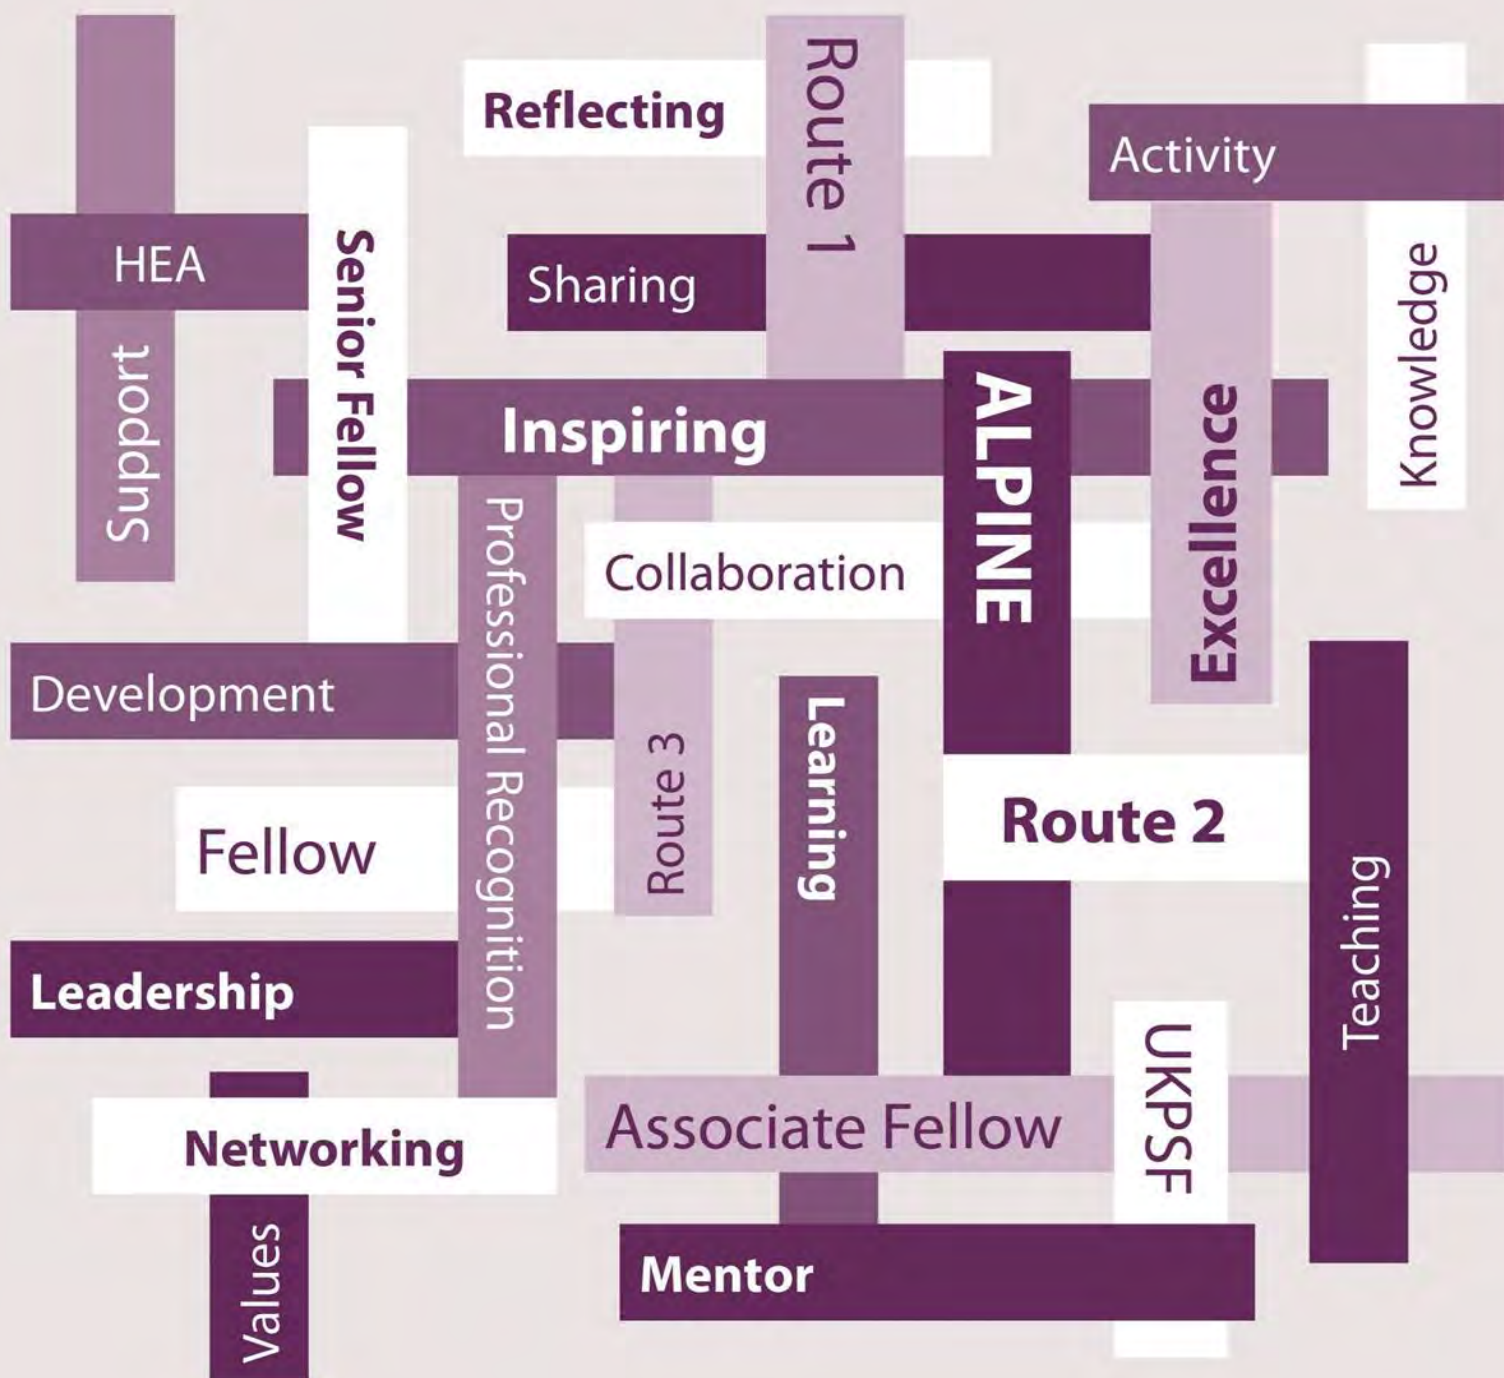 Reflecting
Route 1
Activity
HEA
Senior Fellow
Sharing
Knowledge
Support
Inspiring
ALPINE
Excellence
Professional Recognition
Collaboration
Development
Route 3
Learning
Route 2
Fellow
Teaching
Leadership
UKPSF
Networking
Associate Fellow
Values
Mentor